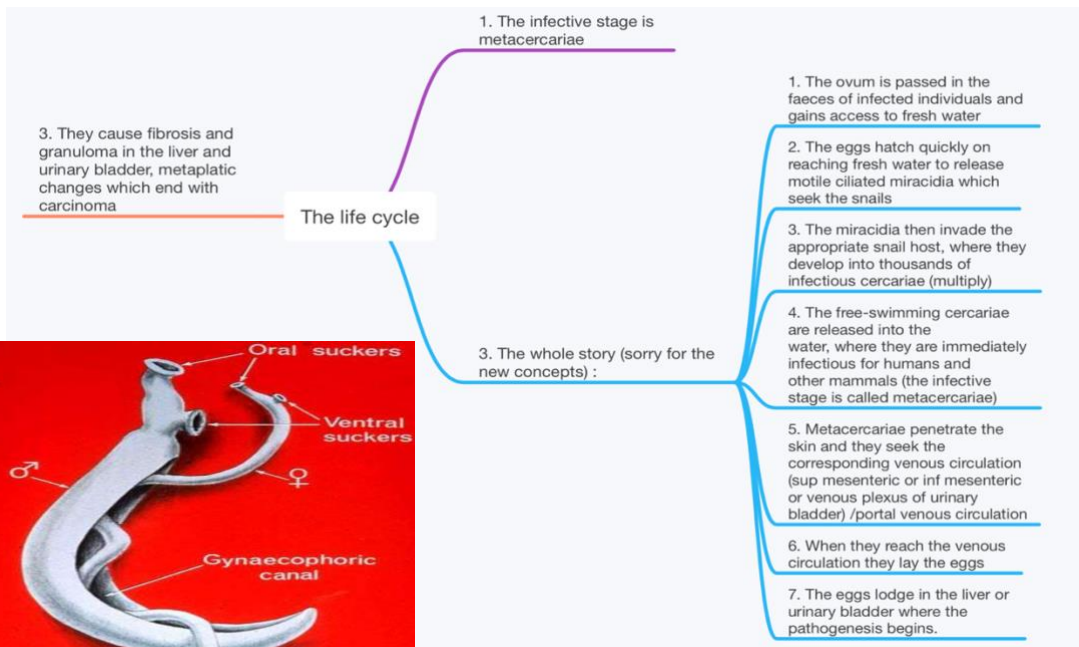 1. The infective stage is
metacercariae
3. They cause fibrosis and
granuloma in the liver and
urinary bladder, metaplatic
changes which end with
carcinoma
The life cycle
3. The whole story (sorry for the
new concepts) :
1. The ovum is passed in the
faeces of infected individuals and
gains access to fresh water
2. The eggs hatch quickly on
reaching fresh water to release
motile ciliated miracidia which
seek the snails
3. The miracidia then invade the
appropriate snail host, where they
develop into thousands of
infectious cercariae (multiply)
4. The free-swimming cercariae
are released into the
water, where they are immediately
infectious for humans and
other mammals (the infective
stage is called metacercariae)
5. Metacercariae penetrate the
skin and they seek the
corresponding venous circulation
(sup mesenteric or inf mesenteric
or venous plexus of urinary
bladder) /portal venous circulation
6. When they reach the venous
circulation they lay the eggs
7. The eggs lodge in the liver or
urinary bladder where the
pathogenesis begins.
Oral suckers
Ventral
suckers
♂
♀
Gynaecophoric
canal